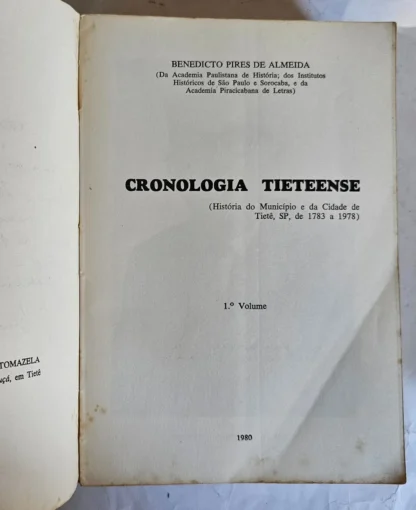 TOMAZELA
em Tietê
BENEDICTO PIRES DE ALMEIDA
(Da Academia Paulistana de História; dos Institutos
Históricos de São Paulo e Sorocaba, e da
Academia Piracicabana de Letras)
CRONOLOGIA TIETEENSE
(História do Município e da Cidade de
Tietê, SP, de 1783 a 1978)
1.º Volume
1980